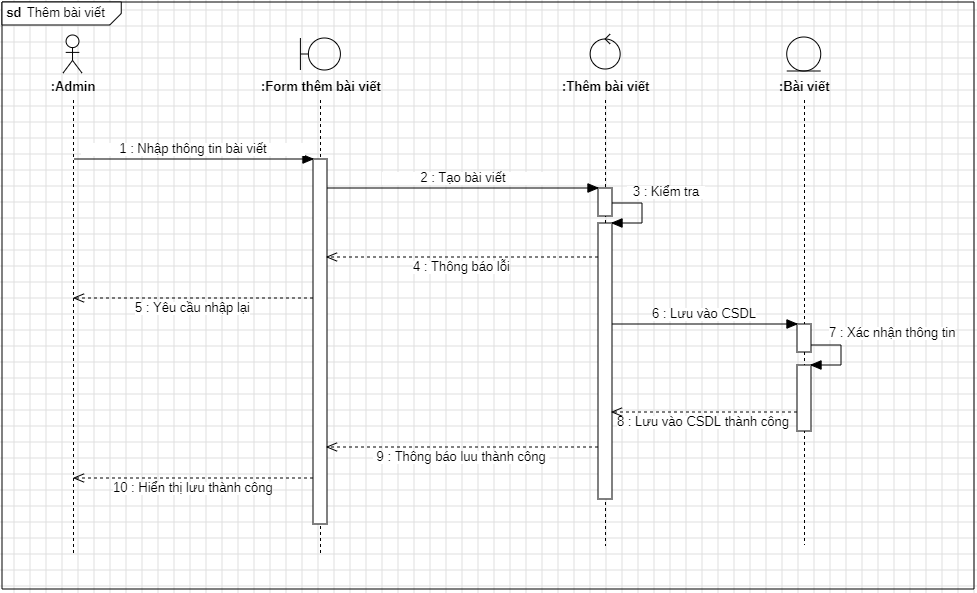 sd Thêm bài viết
:Admin
:Form thêm bài viết
:Thêm bài viết
:Bài viết
1 : Nhập thông tin bài viết
2 : Tạo bài viết
3 : Kiểm tra
4 : Thông báo lỗi
5 : Yêu cầu nhập lại
6 : Lưu vào CSDL
7 : Xác nhận thông tin
8 : Lưu vào CSDL thành công
9 : Thông báo luu thành công
10 : Hiển thị lưu thành công